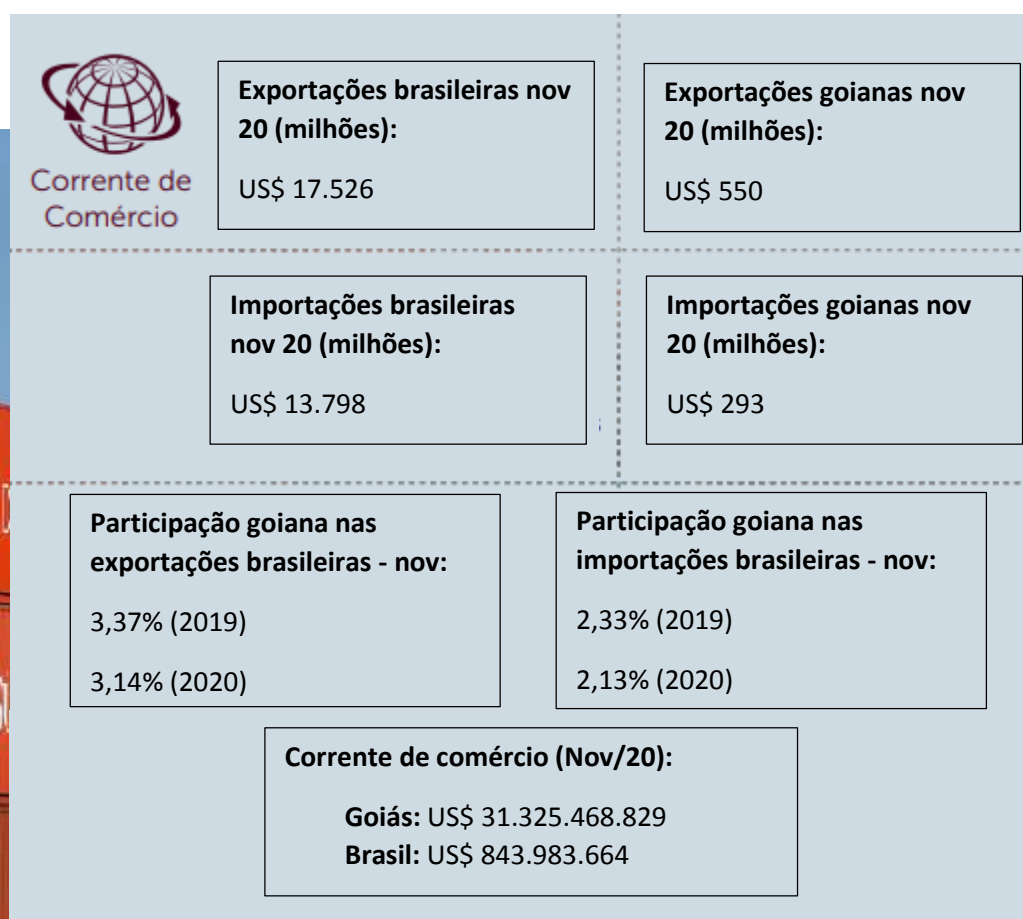 Corrente de
Comércio
Exportações brasileiras nov
20 (milhões):
US$ 17.526
Exportações goianas nov
20 (milhões):
US$ 550
Importações brasileiras
nov 20 (milhões):
US$ 13.798
Importações goianas nov
20 (milhões):
US$ 293
Participação goiana nas
exportações brasileiras - nov:
3,37% (2019)
3,14% (2020)
Participação goiana nas
importações brasileiras - nov:
2,33% (2019)
2,13% (2020)
Corrente de comércio (Nov/20):
Goiás: US$ 31.325.468.829
Brasil: US$ 843.983.664